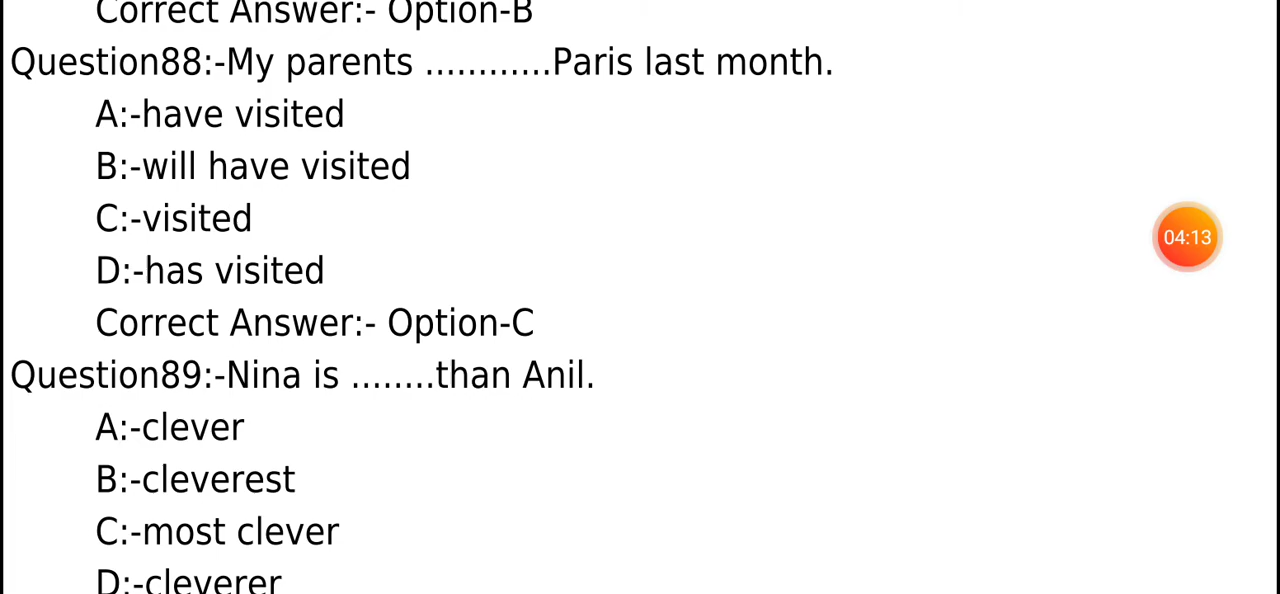 Correct Answer:- Option-B
Question88:-My parents ............Paris last month.
A:-have visited
B:-will have visited
C:-visited
D:-has visited
Correct Answer:- Option-C
Question89:-Nina is ........than Anil.
A:-clever
B:-cleverest
C:-most clever
D:-cleverer
04:13